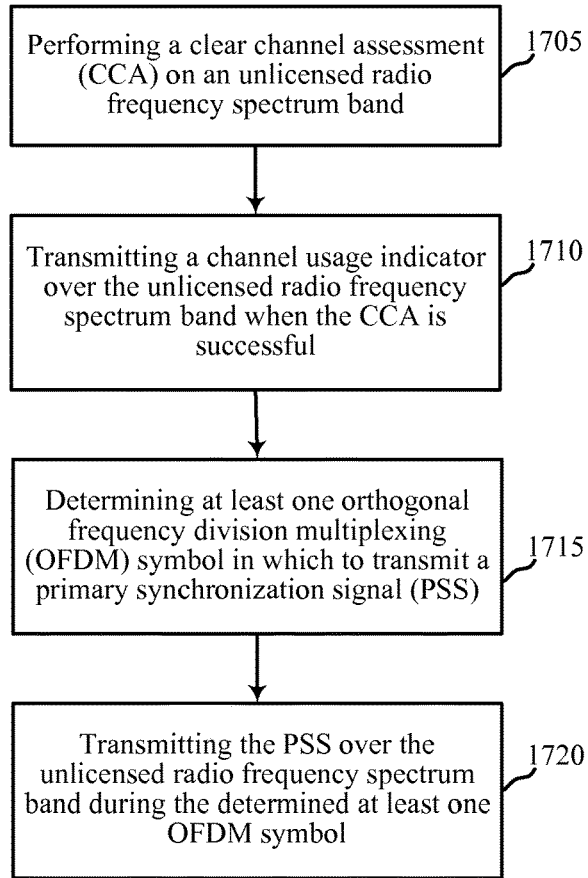 Performing a clear channel assessment
(CCA) on an unlicensed radio
frequency spectrum band
1705
Transmitting a channel usage indicator
over the unlicensed radio frequency
spectrum band when the CCA is
successful
1710
Determining at least one orthogonal
frequency division multiplexing
(OFDM) symbol in which to transmit a
primary synchronization signal (PSS)
1715
Transmitting the PSS over the
unlicensed radio frequency spectrum
band during the determined at least one
OFDM symbol
1720